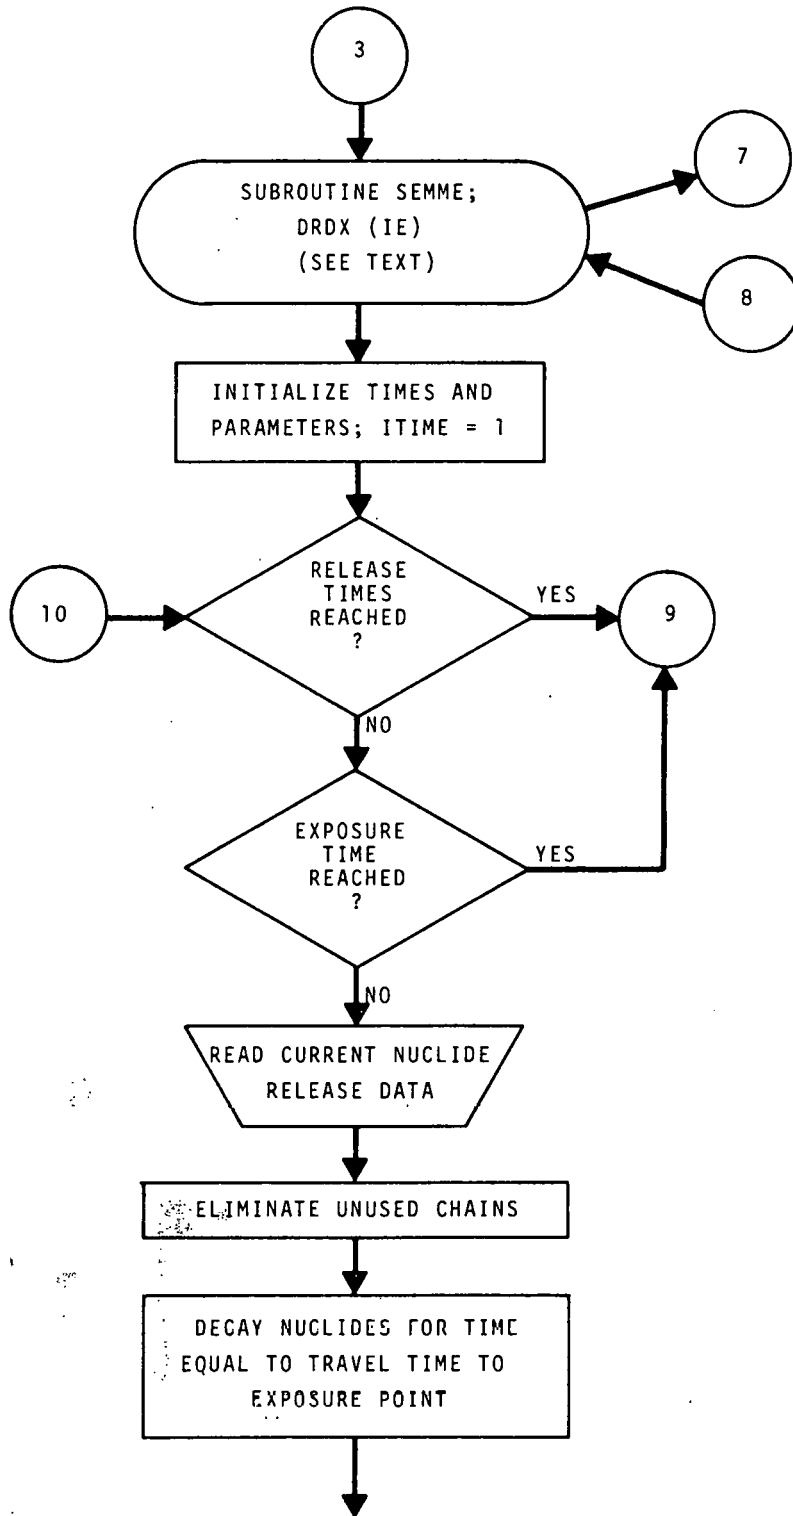 3
7
SUBROUTINE SEMME;
DRDX (IE)
(SEE TEXT)
8
INITIALIZE TIMES AND
PARAMETERS; ITIME = 1
RELEASE
TIMES
REACHED
?
YES
10
9
NO
EXPOSURE
TIME
REACHED
?
YES
NO
READ CURRENT NUCLIDE
RELEASE DATA
ELIMINATE UNUSED CHAINS
DECAY NUCLIDES FOR TIME
EQUAL TO TRAVEL TIME TO
EXPOSURE POINT